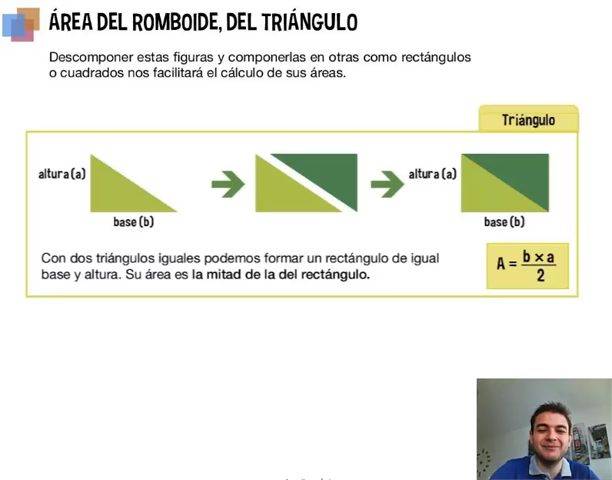 ÁREA DEL ROMBOIDE, DEL TRIÁNGULO
Descomponer estas figuras y componerlas en otras como rectángulos
o cuadrados nos facilitará el cálculo de sus áreas.
Triángulo
altura (a)
base (b)
altura (a)
base (b)
Con dos triángulos iguales podemos formar un rectángulo de igual
base y altura. Su área es la mitad de la del rectángulo.
A = b × a
2